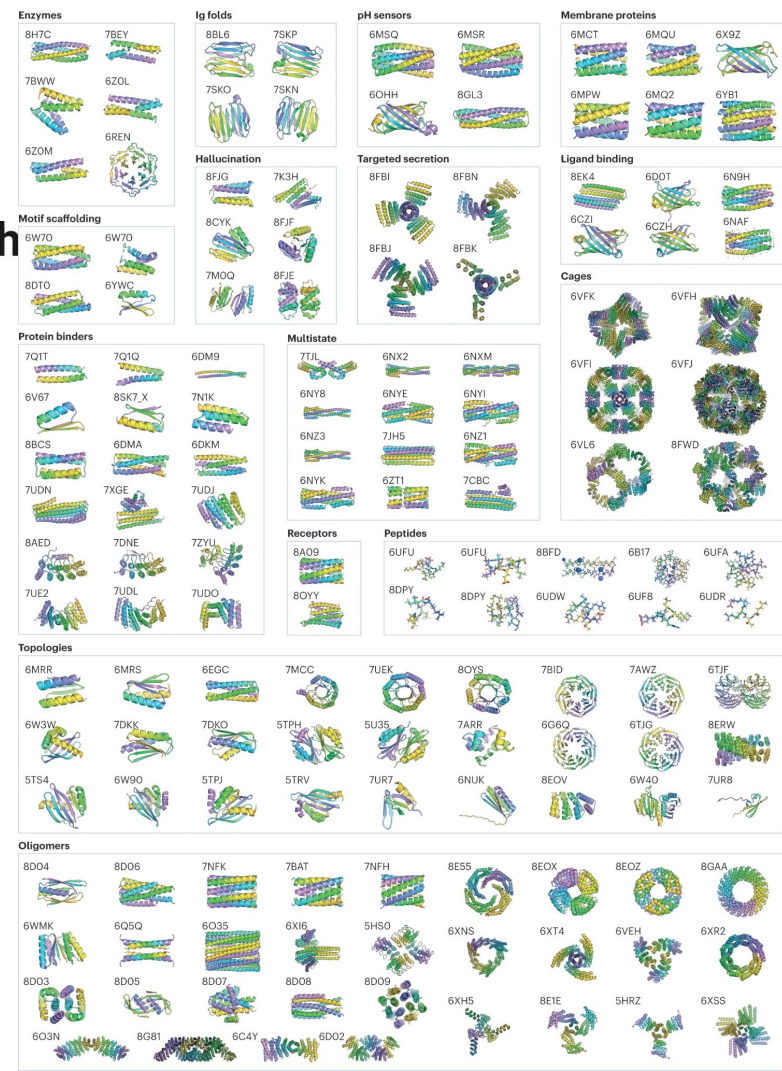 Enzymes
8H7C 7BEY
7BWW 6Z0L
6Z0M 6REN
Ig folds
8BL6 7SKP
7SKO 7SKN
pH sensors
6MSQ 6MSR
6OHH 8GL3
Membrane proteins
6MCT 6MQU 6X9Z
6MPW 6MQ2 6YB1
Hallucination
8FJG 7K3H
8CYK 8FJF
7M0Q 8FJE
Targeted secretion
8FBI 8FBN
8FBJ 8FBK
Ligand binding
8EK4 6D0T 6N9H
6CZI 6CZH 6NAF
h
Motif scaffolding
6W70 6W70
8DT0 6YWC
Cages
6VFK 6VFH
6VFI 6VFJ
6VL6 8FWD
Protein binders
7Q1T 7Q1Q 6DM9
6V67 8SK7_X 7N1K
8BCS 6DMA 6DKM
7UDN 7XGE 7UDJ
8AED 7DNE 7ZYU
7UE2 7UDL 7UDO
Multistate
7TJL 6NX2 6NXM
6NY8 6NYE 6NYI
6NZ3 7JH5 6NZ1
6NYK 6ZT1 7CBC
Receptors
8A09
8OYY
Peptides
6UFU 6UFU 8BFD 6B17 6UFA
8DPY 8DPY 6UDW 6UF8 6UDR
Topologies
6MRR 6MRS 6EGC 7MCC 7UEK 8OYS 7BID 7AWZ 6TJF
6W3W 7DKK 7DKO 5TPH 5U35 7ARR 6G6Q 6TJG 8ERW
5TS4 6W90 5TPJ 5TRV 7UR7 6NUK 8EOV 6W40 7UR8
Oligomers
8D04 8D06 7NFK 7BAT 7NFH 8E55 8EOX 8EOZ 8GAA
6WMK 6Q5Q 6O35 6XI6 5HS0 6XNS 6XT4 6VEH 6XR2
8D03 8D05 8D07 8D08 8D09
6XH5 8E1E 5HRZ 6XSS
6O3N 8G81 6C4Y 6D02